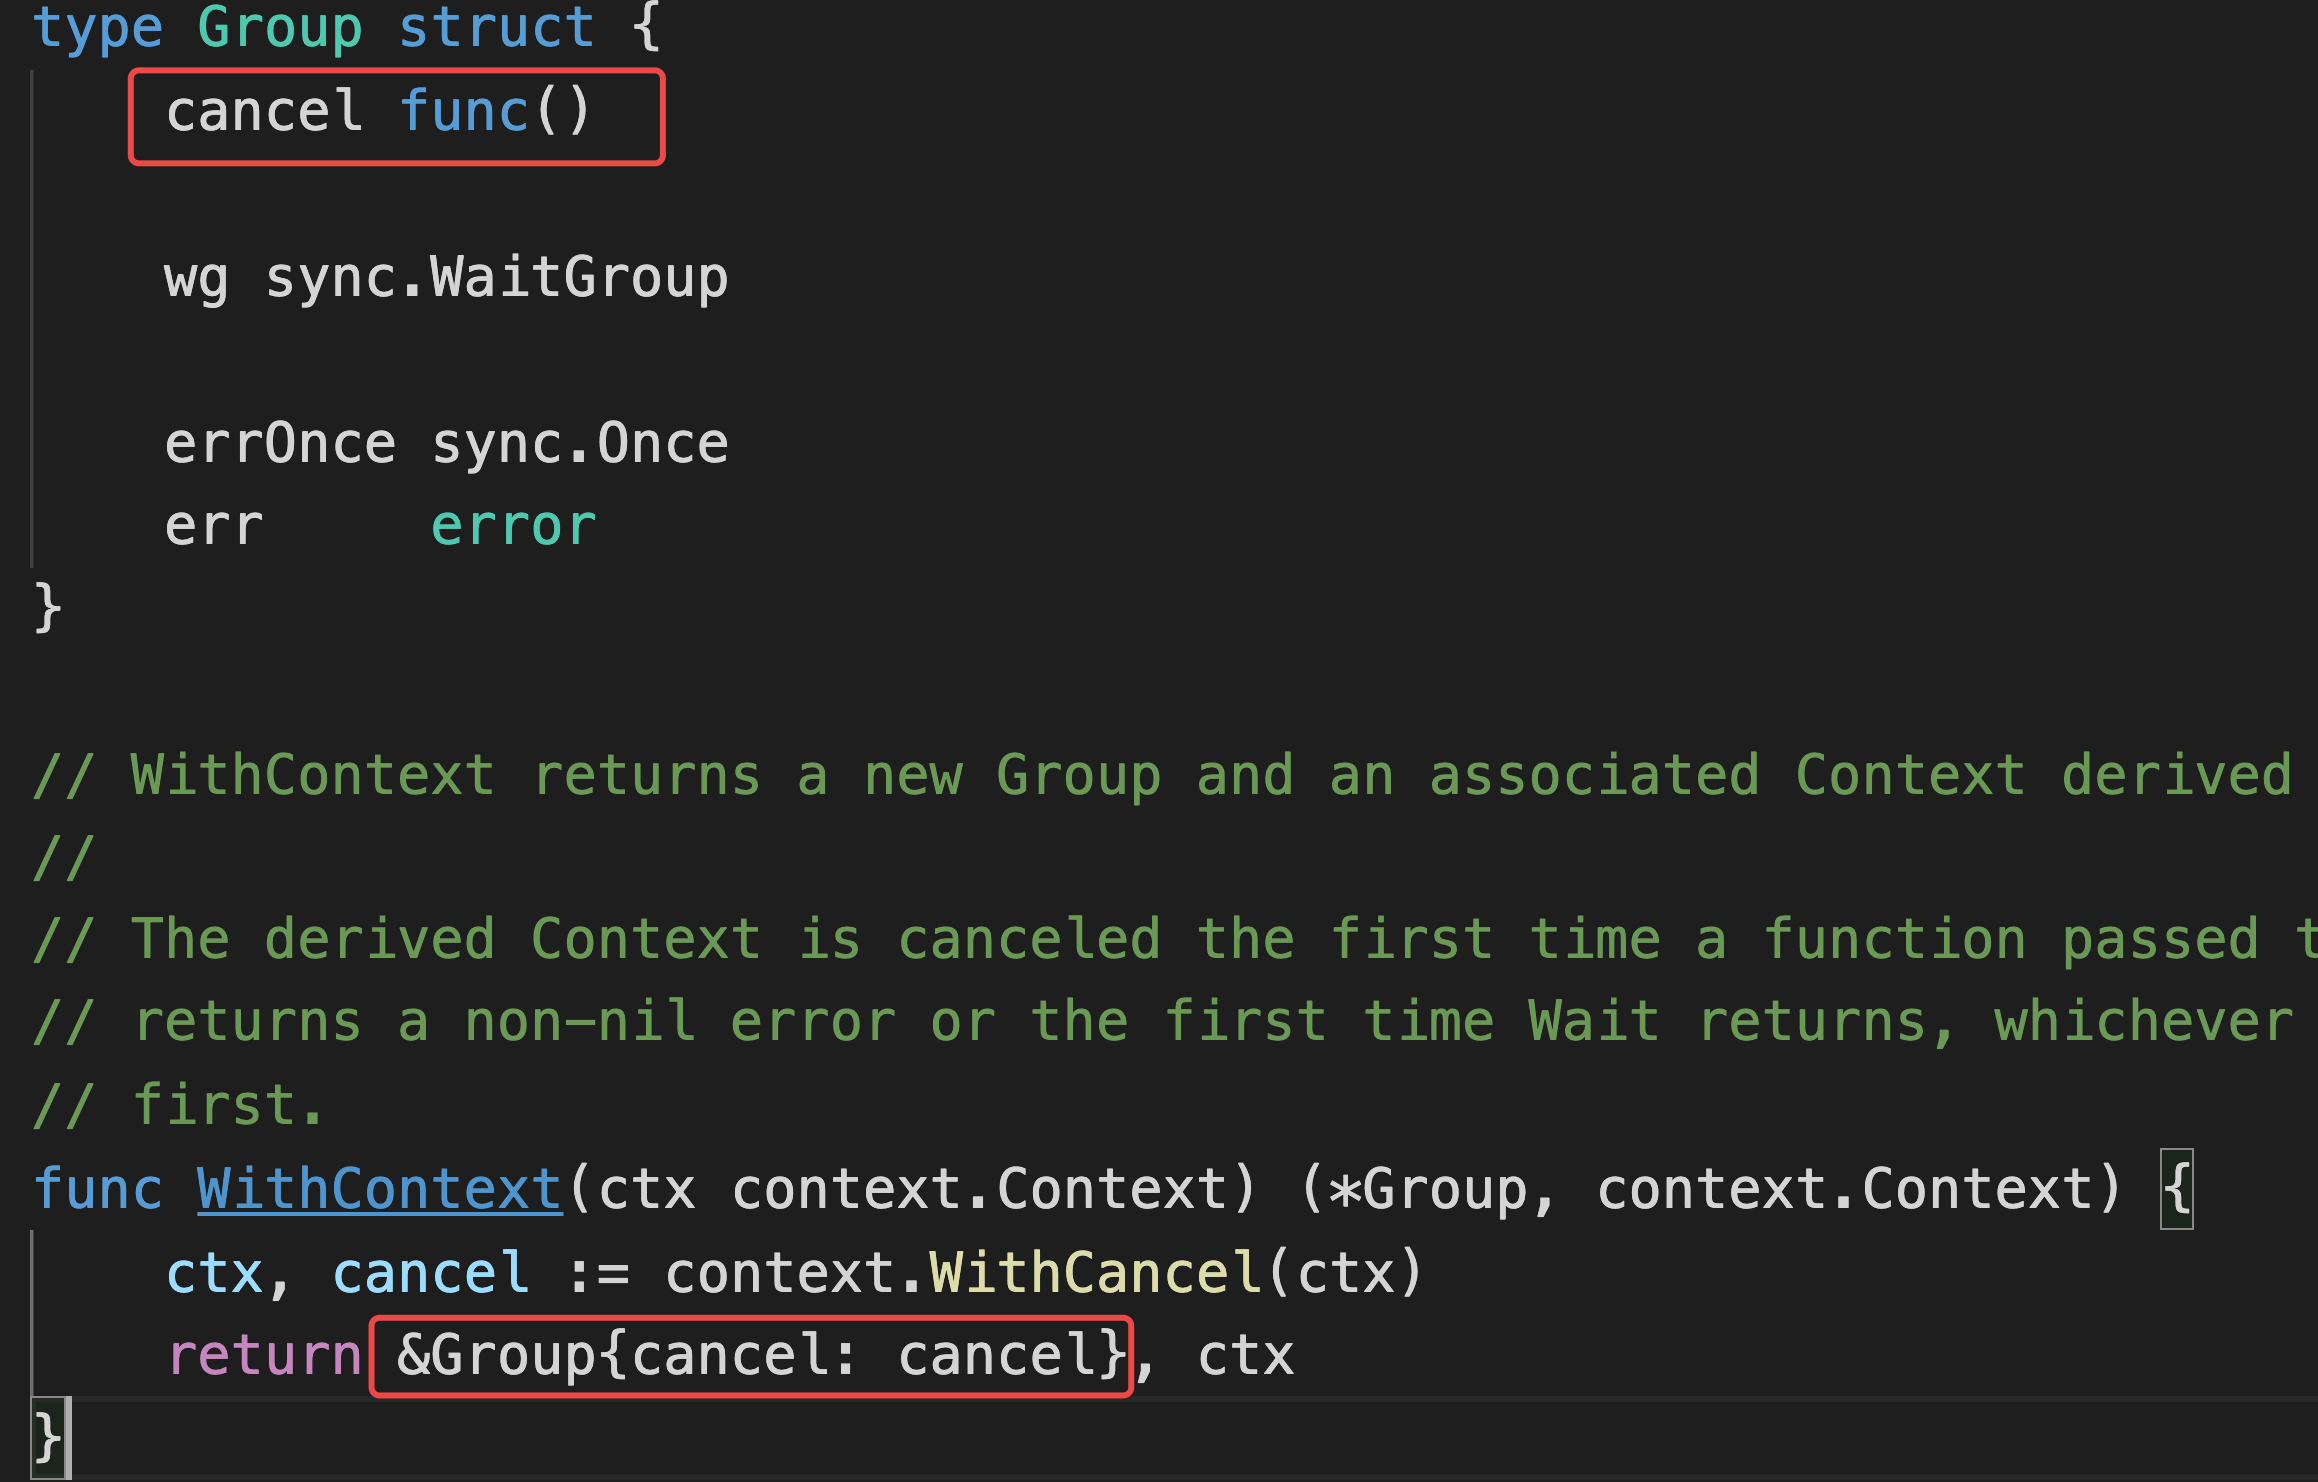 type Group struct {
    cancel func()
    wg sync.WaitGroup
    errOnce sync.Once
    err     error
}
// WithContext returns a new Group and an associated Context derived
//
// The derived Context is canceled the first time a function passed t
// returns a non-nil error or the first time Wait returns, whichever
// first.
func WithContext(ctx context.Context) (*Group, context.Context) {
    ctx, cancel := context.WithCancel(ctx)
    return &Group{cancel: cancel}, ctx
}